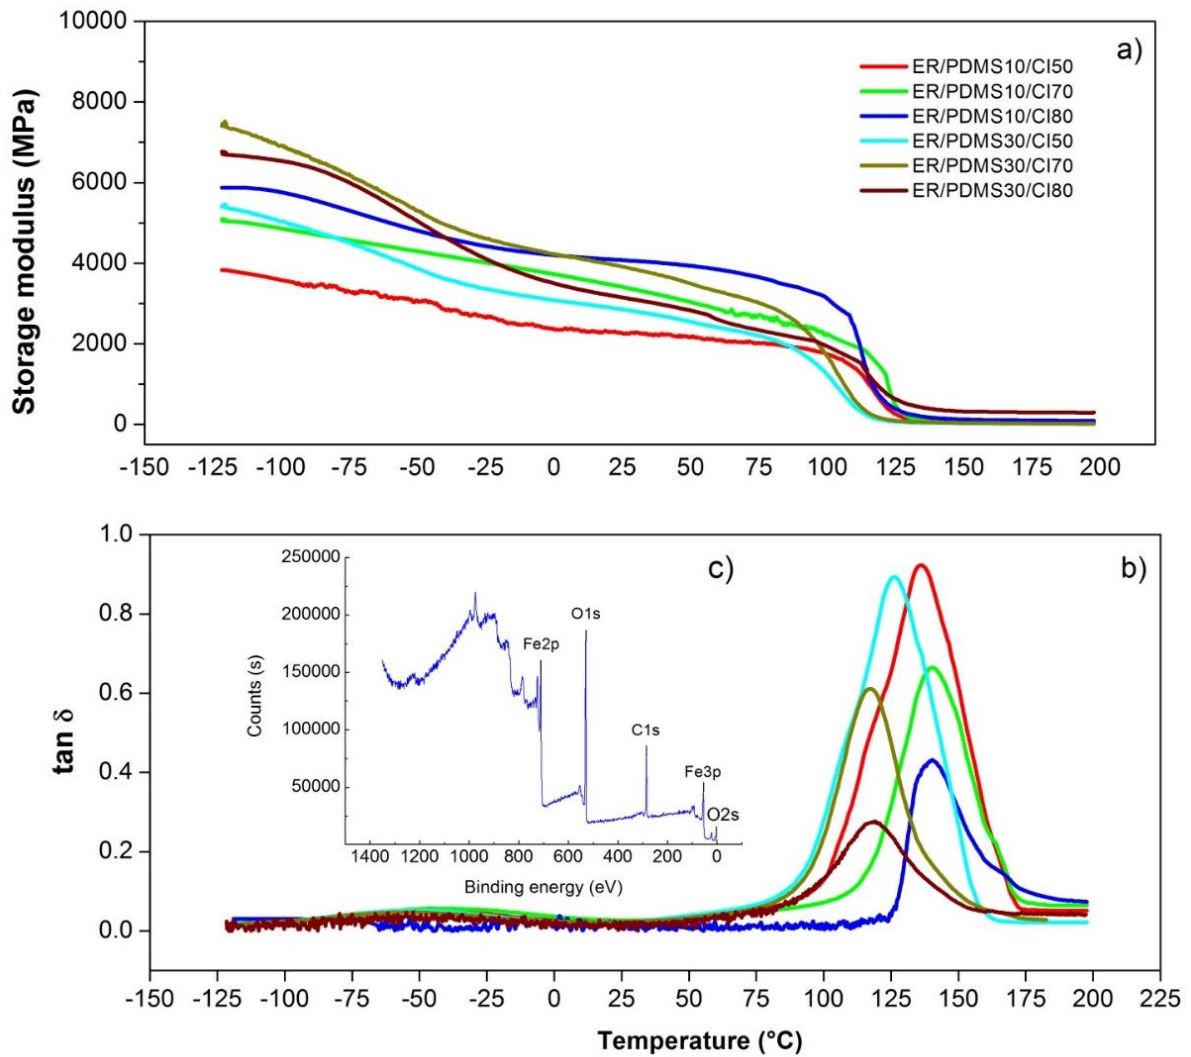 a)
Storage modulus (MPa)
10000
8000
6000
4000
2000
0
ER/PDMS10/CI50
ER/PDMS10/CI70
ER/PDMS10/CI80
ER/PDMS30/CI50
ER/PDMS30/CI70
ER/PDMS30/CI80
-150 -125 -100 -75 -50 -25 0 25 50 75 100 125 150 175 200
b)
tan δ
1.0
0.8
0.6
0.4
0.2
0.0
c)
Counts (s)
250000
200000
150000
100000
50000
Fe2p
O1s
C1s
Fe3p
O2s
1400 1200 1000 800 600 400 200 0
Binding energy (eV)
-150 -125 -100 -75 -50 -25 0 25 50 75 100 125 150 175 200 225
Temperature (°C)